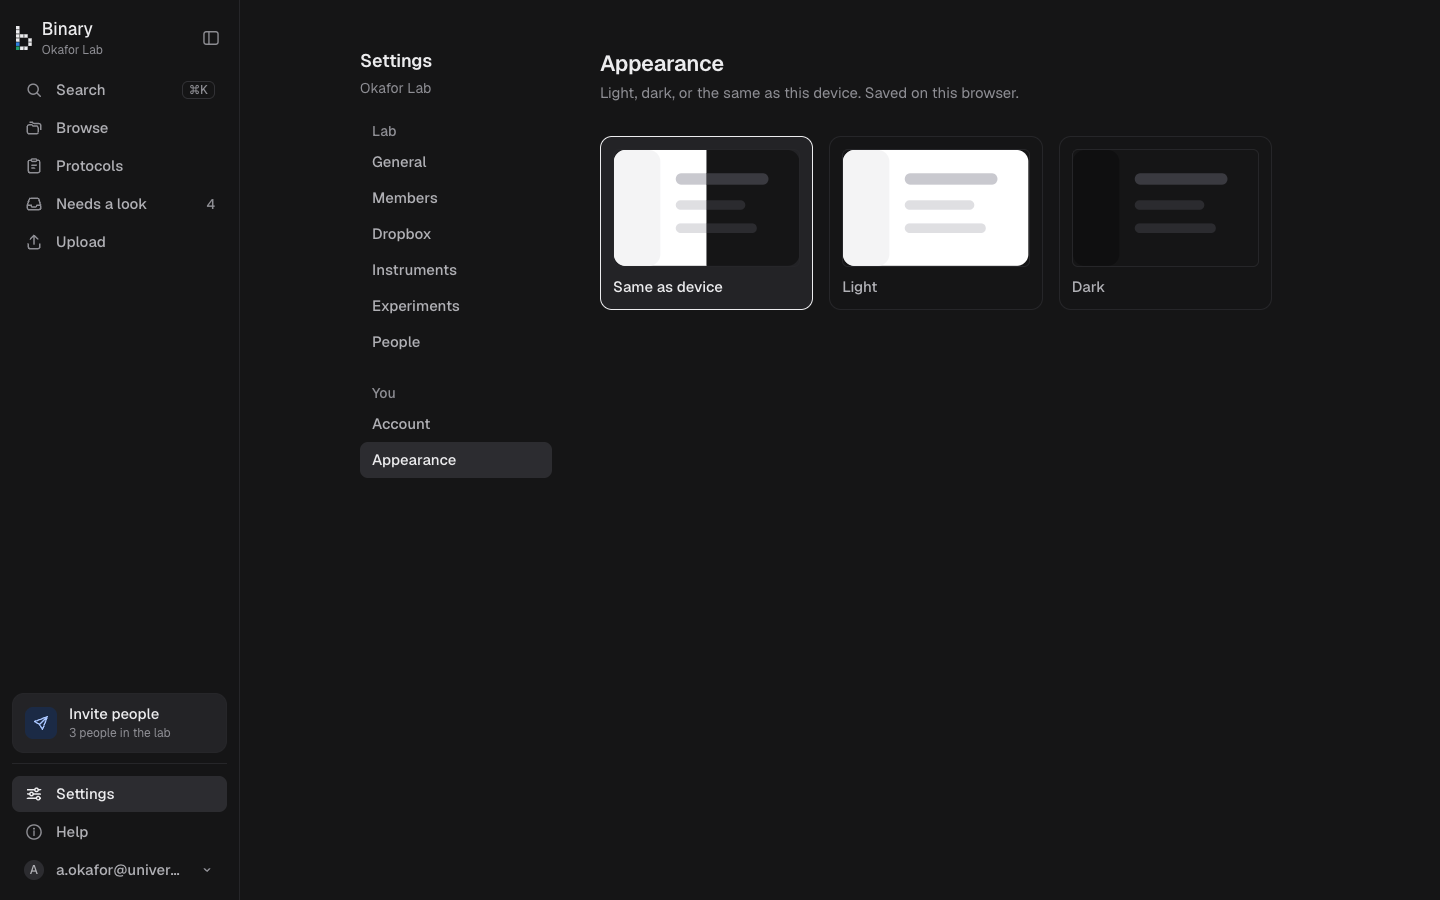 Binary
Okafor Lab
Search ⌘K
Browse
Protocols
Needs a look 4
Upload
Invite people
3 people in the lab
Settings
Help
A a.okafor@univer...
Settings
Okafor Lab
Lab
General
Members
Dropbox
Instruments
Experiments
People
You
Account
Appearance
Appearance
Light, dark, or the same as this device. Saved on this browser.
Same as device
Light
Dark